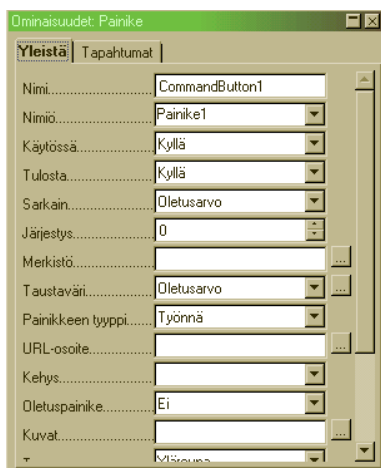 Ominaisuudet: Painike
Yleistä Tapahtumat
Nimi........................ CommandButton1
Nimiö....................... Painike1
Käytössä.................. Kyllä
Tulosta..................... Kyllä
Sarkain..................... Oletusarvo
Järjestys................... 0
Merkistö................... ...
Taustaväri................ Oletusarvo ...
Painikkeen tyyppi..... Työnnä
URL-osoite............... ...
Kehys.......................
Oletuspainike........... Ei
Kuvat....................... ...